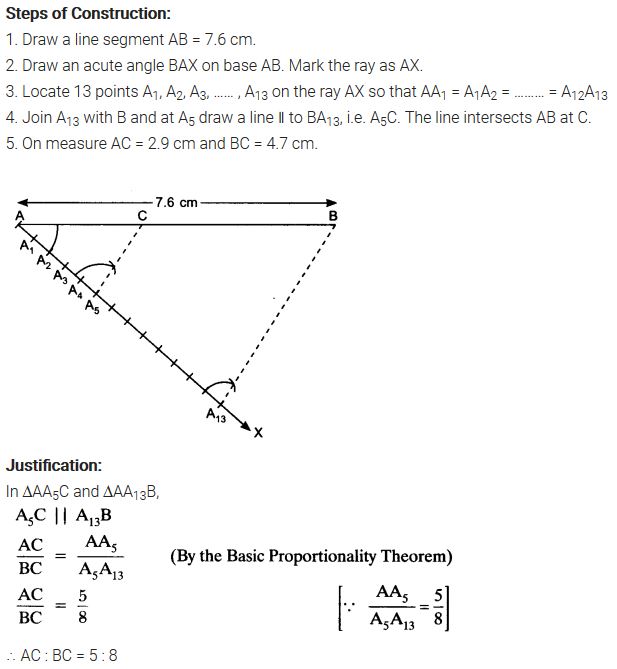 Steps of Construction:
1. Draw a line segment AB = 7.6 cm.
2. Draw an acute angle BAX on base AB. Mark the ray as AX.
3. Locate 13 points A₁, A₂, A₃, ...... , A₁₃ on the ray AX so that AA₁ = A₁A₂ = ......... = A₁₂A₁₃
4. Join A₁₃ with B and at A₅ draw a line ll to BA₁₃, i.e. A₅C. The line intersects AB at C.
5. On measure AC = 2.9 cm and BC = 4.7 cm.
7.6 cm
A C B
A₁
A₂
A₃
A₄
A₅
A₁₃
X
Justification:
In ΔAA₅C and ΔAA₁₃B,
A₅C || A₁₃B
AC/BC = AA₅/A₅A₁₃ (By the Basic Proportionality Theorem)
AC/BC = 5/8 [∵ AA₅/A₅A₁₃ = 5/8]
∴ AC : BC = 5 : 8